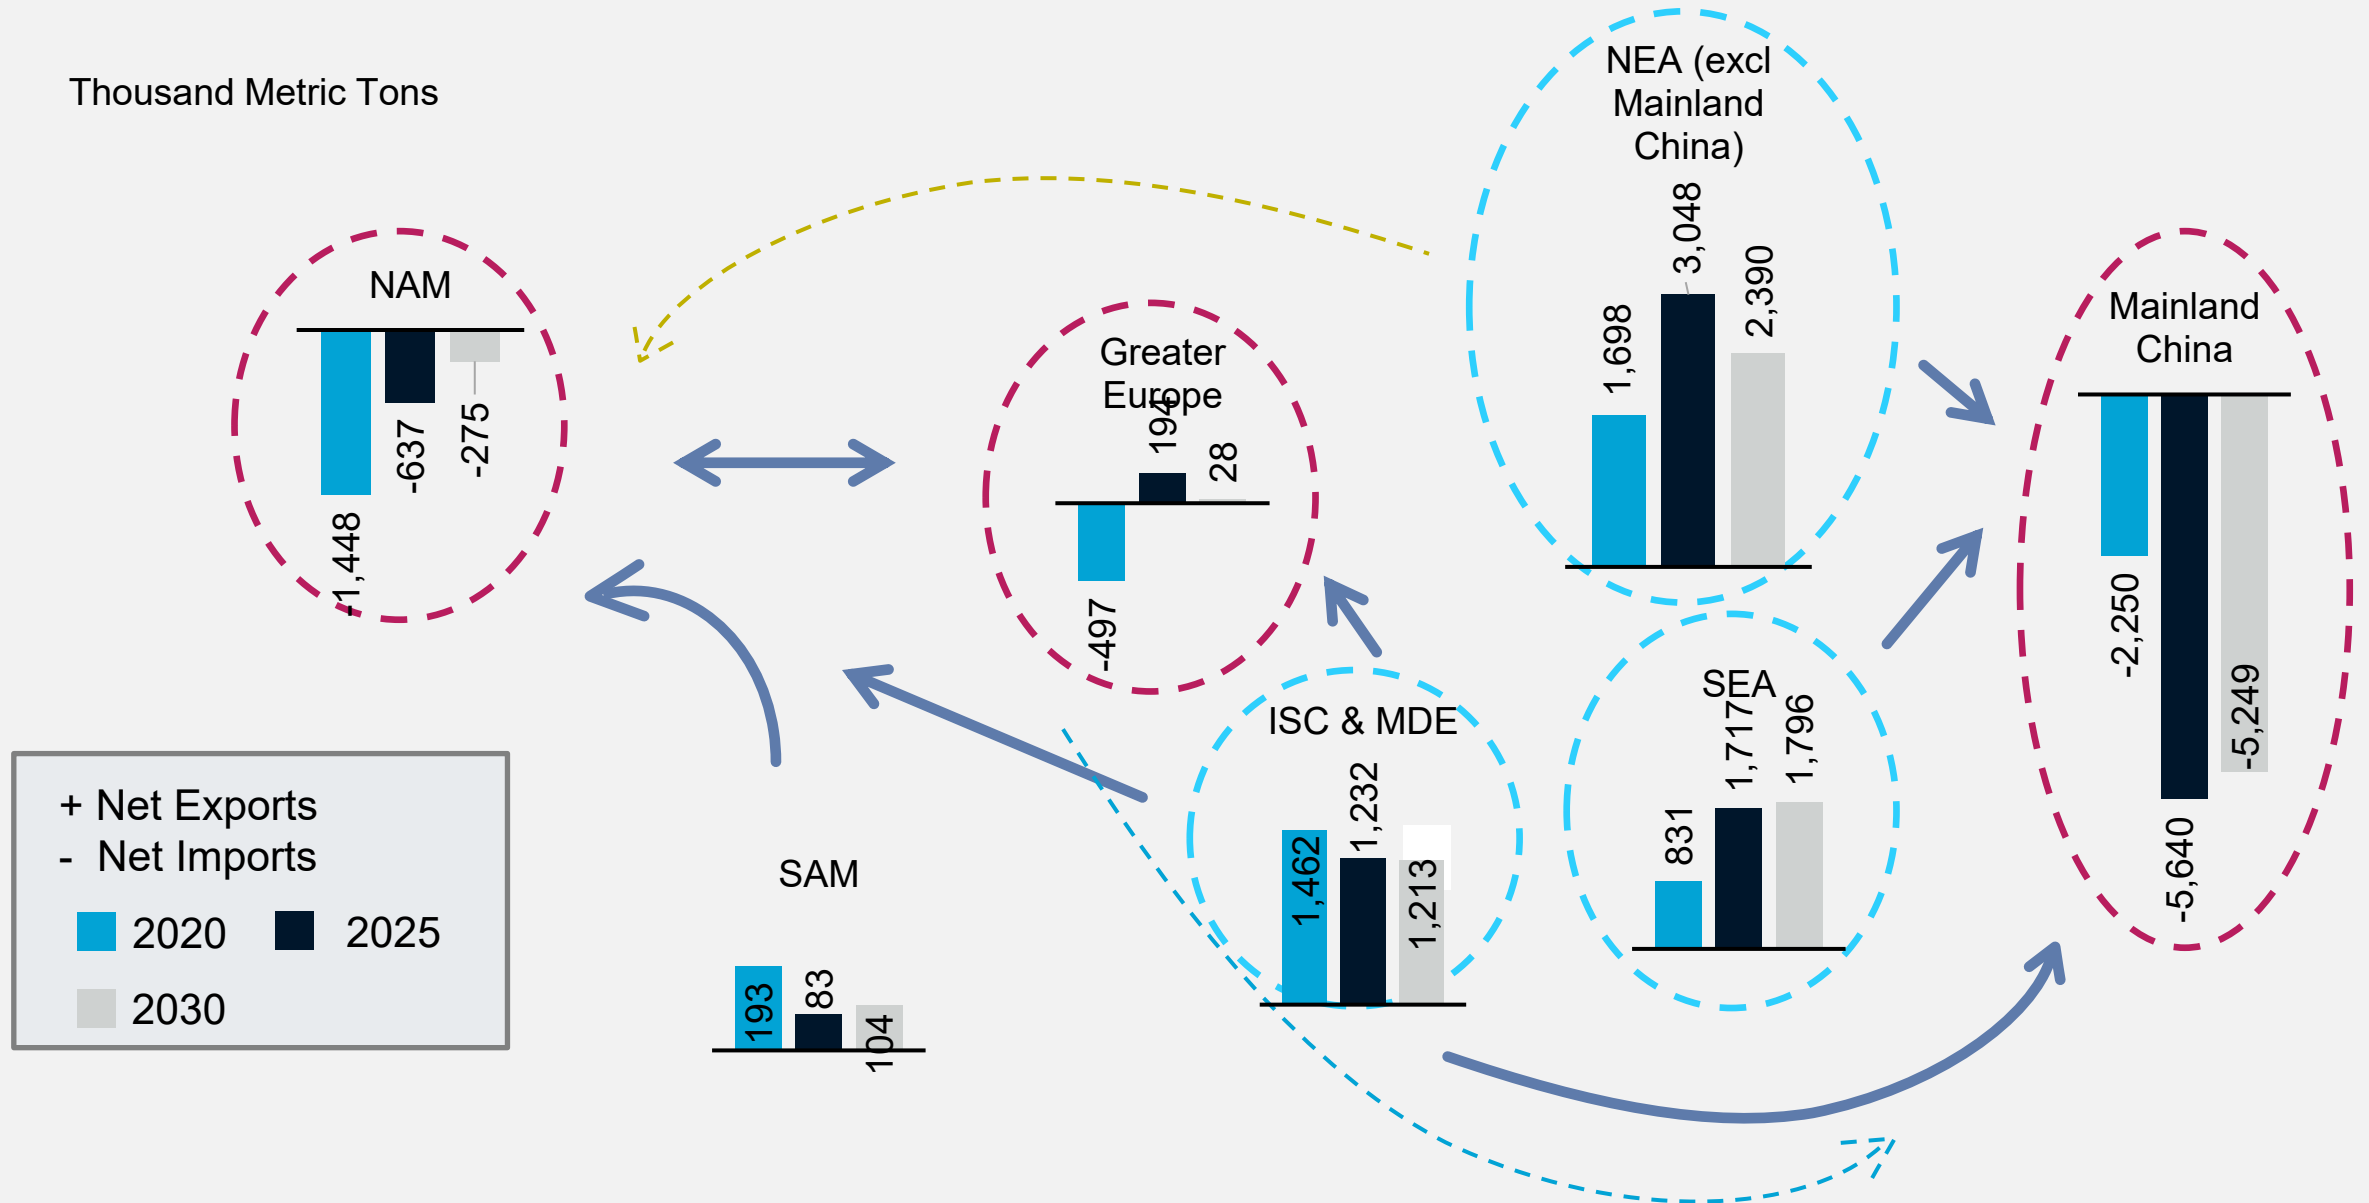 Thousand Metric Tons
NAM
-1,448
-637
-275
Greater
Europe
-497
194
28
NEA (excl
Mainland
China)
1,698
3,048
2,390
Mainland
China
-2,250
-5,640
-5,249
SAM
193
83
104
ISC & MDE
1,462
1,232
1,213
SEA
831
1,717
1,796
+ Net Exports
- Net Imports
2020
2025
2030